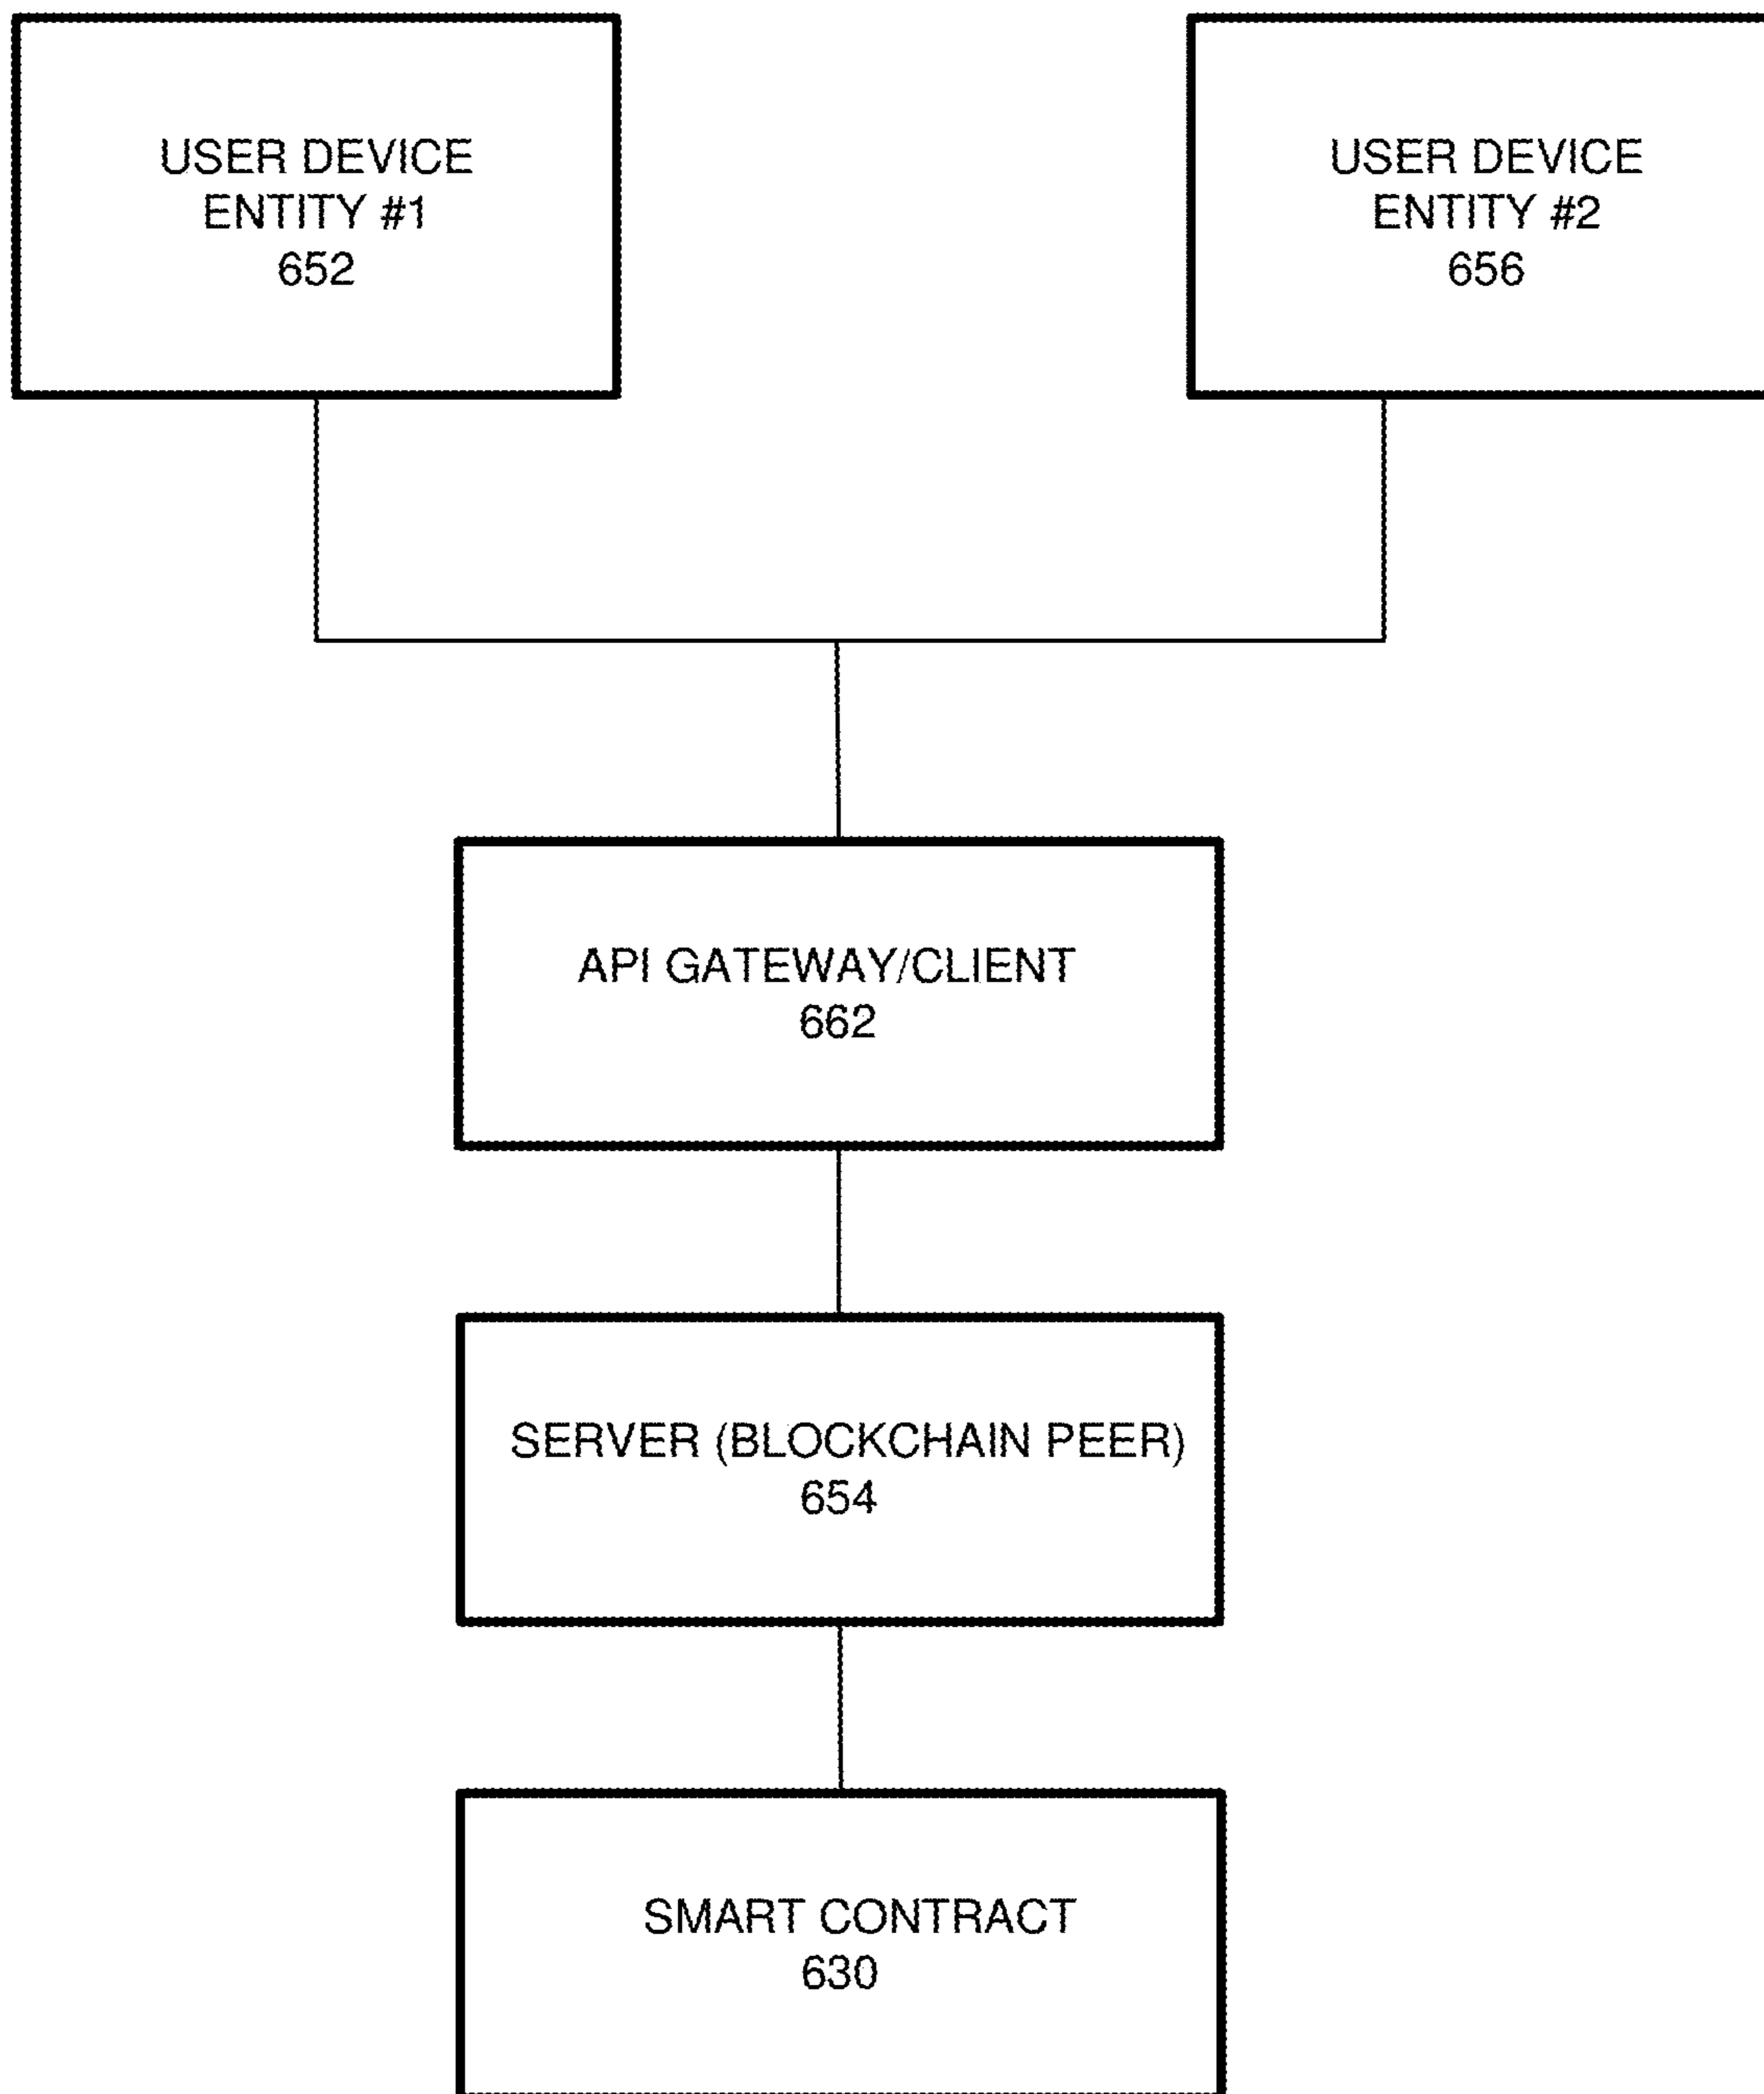 USER DEVICE
ENTITY #1
652
USER DEVICE
ENTITY #2
656
API GATEWAY/CLIENT
662
SERVER (BLOCKCHAIN PEER)
654
SMART CONTRACT
630